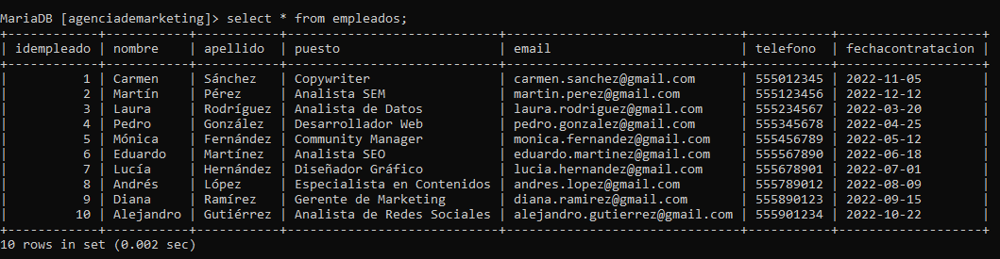 MariaDB [agenciademarketing]> select * from empleados;
+------------+-----------+-----------+---------------------------+-------------------------------+-----------+-------------------+
| idempleado | nombre    | apellido  | puesto                    | email                         | telefono  | fechacontratacion |
+------------+-----------+-----------+---------------------------+-------------------------------+-----------+-------------------+
|          1 | Carmen    | Sánchez   | Copywriter                | carmen.sanchez@gmail.com      | 555012345 | 2022-11-05        |
|          2 | Martín    | Pérez     | Analista SEM              | martin.perez@gmail.com        | 555123456 | 2022-12-12        |
|          3 | Laura     | Rodríguez | Analista de Datos         | laura.rodriguez@gmail.com     | 555234567 | 2022-03-20        |
|          4 | Pedro     | González  | Desarrollador Web         | pedro.gonzalez@gmail.com      | 555345678 | 2022-04-25        |
|          5 | Mónica    | Fernández | Community Manager         | monica.fernandez@gmail.com    | 555456789 | 2022-05-12        |
|          6 | Eduardo   | Martínez  | Analista SEO              | eduardo.martinez@gmail.com    | 555567890 | 2022-06-18        |
|          7 | Lucía     | Hernández | Diseñador Gráfico         | lucia.hernandez@gmail.com     | 555678901 | 2022-07-01        |
|          8 | Andrés    | López     | Especialista en Contenidos | andres.lopez@gmail.com        | 555789012 | 2022-08-09        |
|          9 | Diana     | Ramírez   | Gerente de Marketing      | diana.ramirez@gmail.com       | 555890123 | 2022-09-15        |
|         10 | Alejandro | Gutiérrez | Analista de Redes Sociales | alejandro.gutierrez@gmail.com | 555901234 | 2022-10-22        |
+------------+-----------+-----------+---------------------------+-------------------------------+-----------+-------------------+
10 rows in set (0.002 sec)